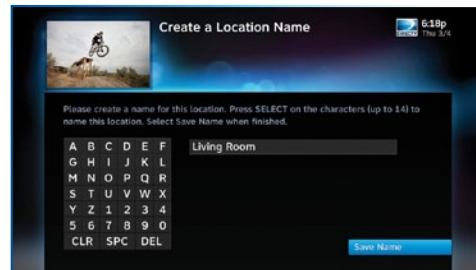 Create a Location Name
DIRECTV
6:18p
Thu 3/4
Please create a name for this location. Press SELECT on the characters (up to 14) to
name this location. Select Save Name when finished.
A B C D E F
Living Room
G H I J K L
M N O P Q R
S T U V W X
Y Z 1 2 3 4
5 6 7 8 9 0
CLR SPC DEL
Save Name